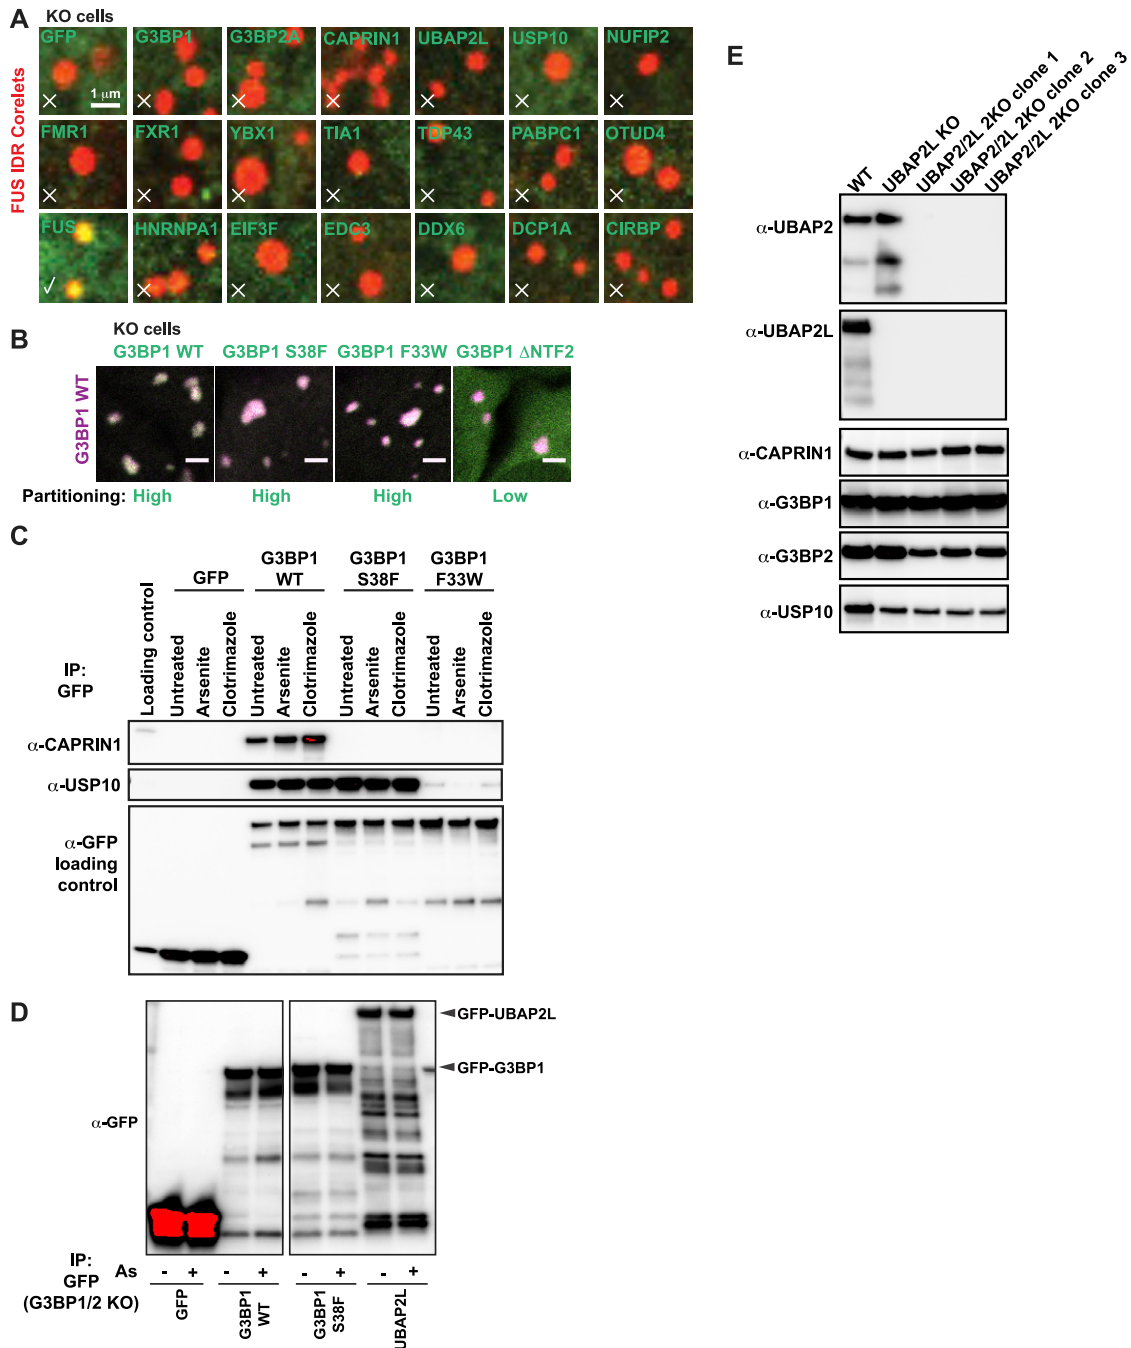 A
KO cells
FUS IDR Corelets
GFP
G3BP1
G3BP2A
CAPRIN1
UBAP2L
USP10
NUFIP2
1 μm
FMR1
FXR1
YBX1
TIA1
TDP43
PABPC1
OTUD4
FUS
HNRNPA1
EIF3F
EDC3
DDX6
DCP1A
CIRBP
B
KO cells
G3BP1 WT
G3BP1 S38F
G3BP1 F33W
G3BP1 ΔNTF2
G3BP1 WT
Partitioning: High High High Low
C
GFP
G3BP1 WT
G3BP1 S38F
G3BP1 F33W
IP: GFP
Loading control
Untreated
Arsenite
Clotrimazole
Untreated
Arsenite
Clotrimazole
Untreated
Arsenite
Clotrimazole
Untreated
Arsenite
Clotrimazole
α-CAPRIN1
α-USP10
α-GFP
loading
control
D
GFP-UBAP2L
GFP-G3BP1
α-GFP
IP:
GFP
(G3BP1/2 KO)
As - + - + - + - +
GFP
G3BP1 WT
G3BP1 S38F
UBAP2L
E
WT
UBAP2L KO
UBAP2/2L 2KO clone 1
UBAP2/2L 2KO clone 2
UBAP2/2L 2KO clone 3
α-UBAP2
α-UBAP2L
α-CAPRIN1
α-G3BP1
α-G3BP2
α-USP10